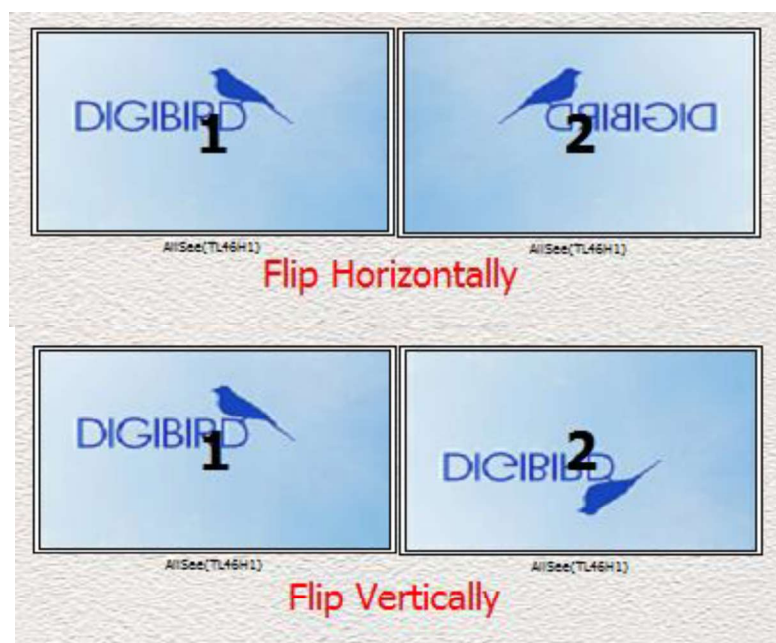 DIGIBIRD
1
DIGIBIRD
2
AllSee(TL46H1)
AllSee(TL46H1)
Flip Horizontally
DIGIBIRD
1
DIGIBIRD
2
AllSee(TL46H1)
AllSee(TL46H1)
Flip Vertically